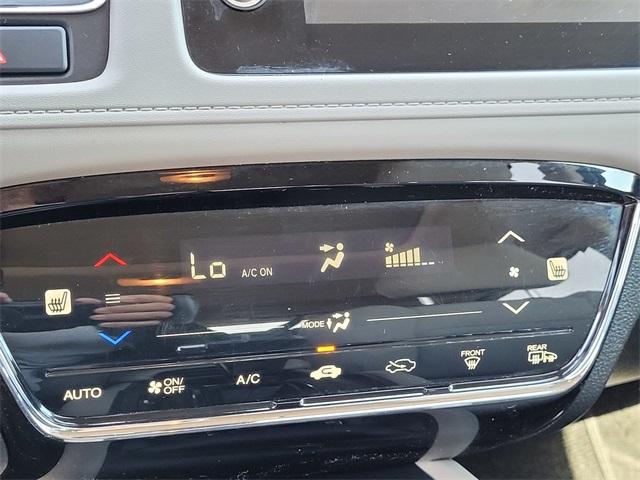 Lo A/C ON
MODE
AUTO ON/OFF A/C FRONT REAR